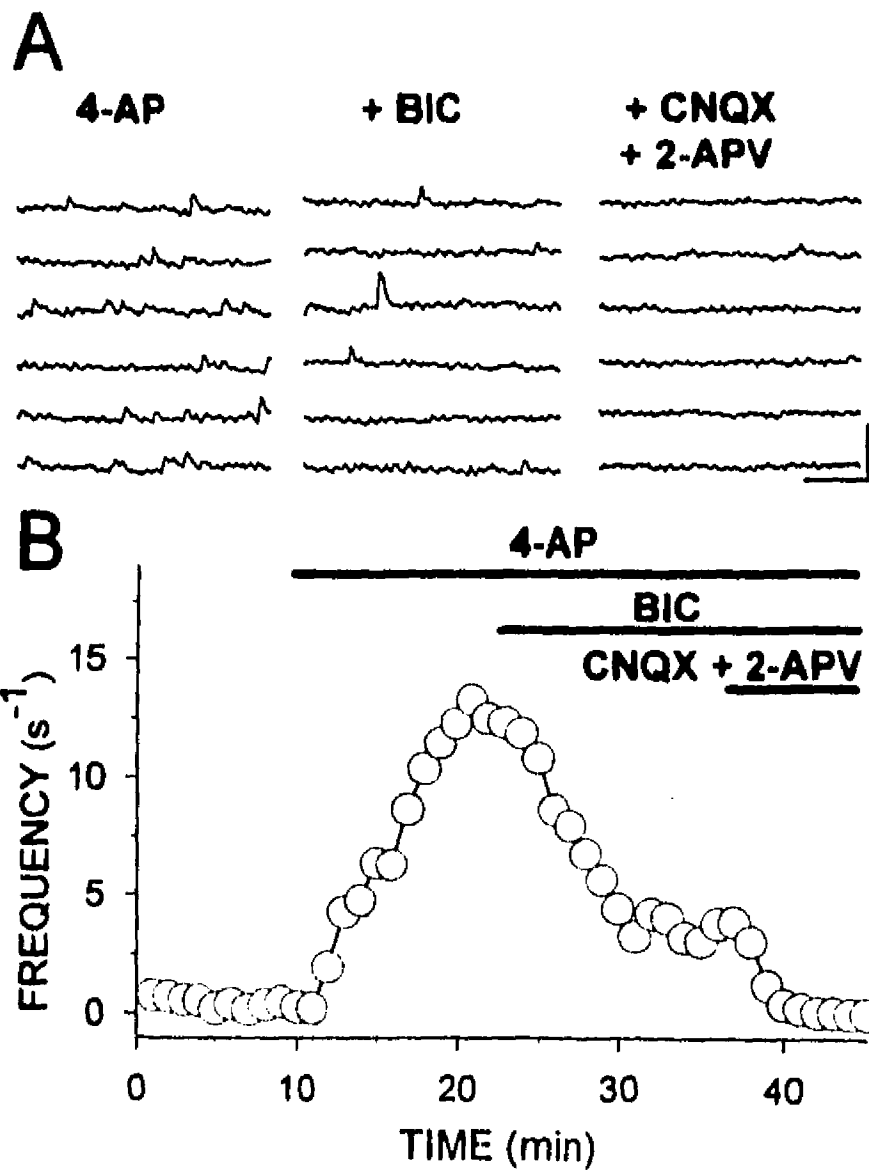 A
4-AP
+ BIC
+ CNQX
+ 2-APV
B
4-AP
BIC
CNQX + 2-APV
15
10
5
0
FREQUENCY (s⁻¹)
0
10
20
30
40
TIME (min)